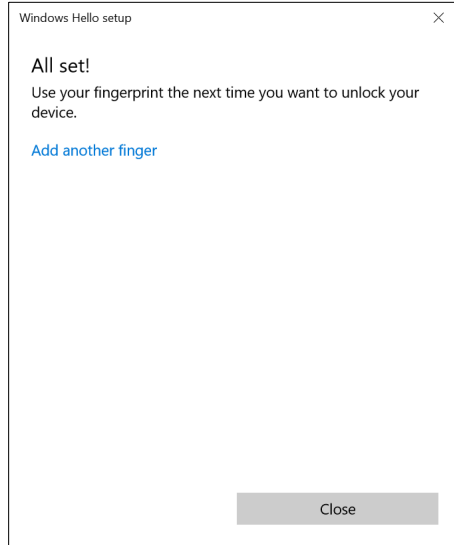 Windows Hello setup
All set!
Use your fingerprint the next time you want to unlock your
device.
Add another finger
Close